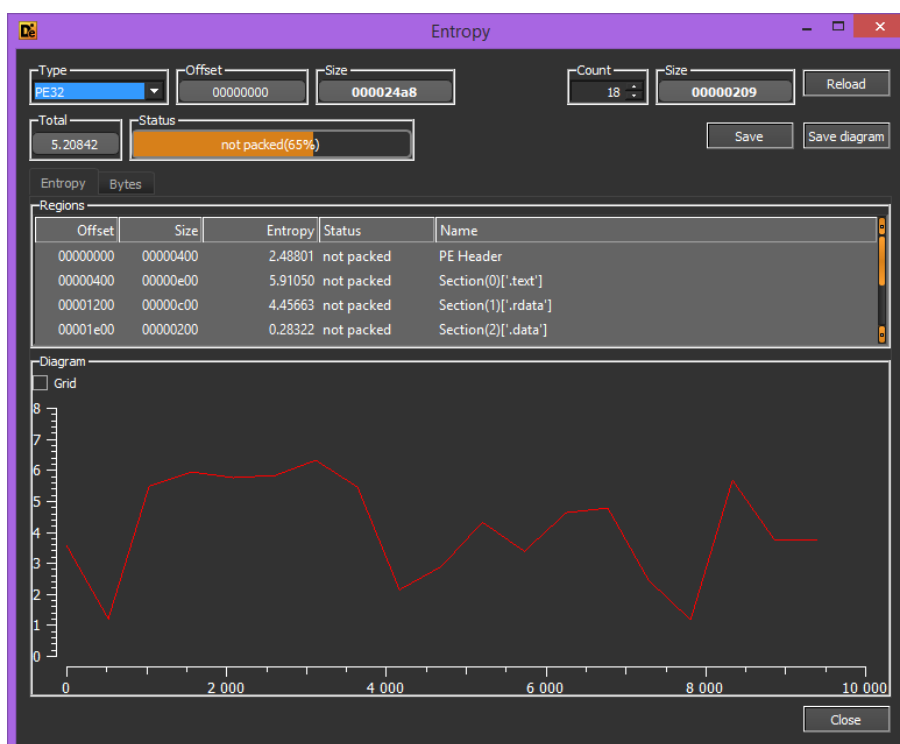 De
Entropy
Type Offset Size Count Size
PE32 00000000 000024a8 18 00000209 Reload
Total Status
5.20842 not packed(65%) Save Save diagram
Entropy Bytes
Regions
Offset Size Entropy Status Name
00000000 00000400 2.48801 not packed PE Header
00000400 00000e00 5.91050 not packed Section(0)['.text']
00001200 00000c00 4.45663 not packed Section(1)['.rdata']
00001e00 00000200 0.28322 not packed Section(2)['.data']
Diagram
Grid
8
7
6
5
4
3
2
1
0
0 2 000 4 000 6 000 8 000 10 000
Close